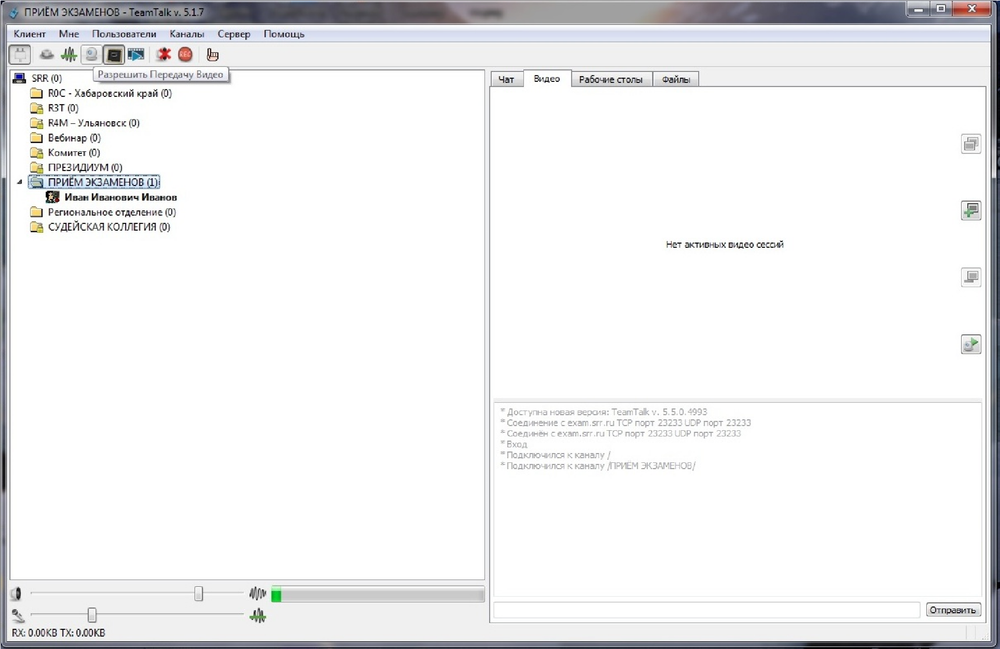 ПРИЁМ ЭКЗАМЕНОВ - TeamTalk v. 5.1.7
Клиент Мне Пользователи Каналы Сервер Помощь
REC
Разрешить Передачу Видео
SRR (0)
R0C - Хабаровский край (0)
R3T (0)
R4M – Ульяновск (0)
Вебинар (0)
Комитет (0)
ПРЕЗИДИУМ (0)
ПРИЁМ ЭКЗАМЕНОВ (1)
Иван Иванович Иванов
Региональное отделение (0)
СУДЕЙСКАЯ КОЛЛЕГИЯ (0)
Чат Видео Рабочие столы Файлы
Нет активных видео сессий
* Доступна новая версия: TeamTalk v. 5.5.0.4993
* Соединение с exam.srr.ru TCP порт 23233 UDP порт 23233
* Соединён с exam.srr.ru TCP порт 23233 UDP порт 23233
* Вход
* Подключился к каналу /
* Подключился к каналу /ПРИЁМ ЭКЗАМЕНОВ/
Отправить
RX: 0.00KB TX: 0.00KB